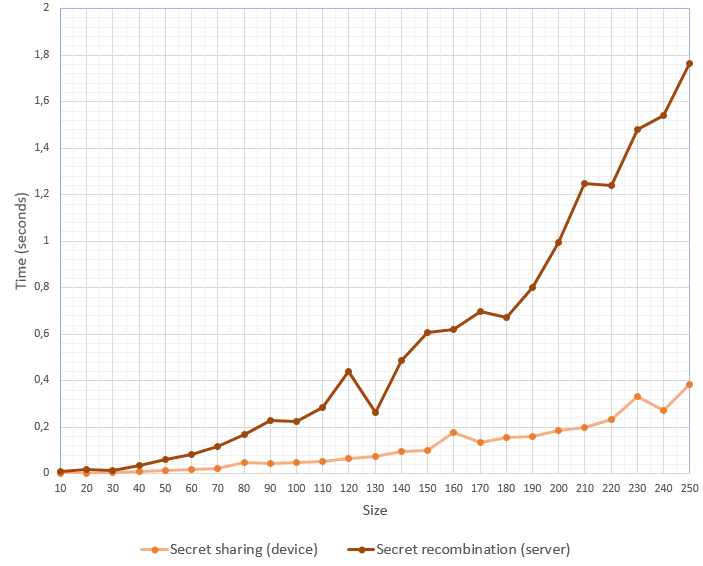 2
1,8
1,6
1,4
1,2
1
0,8
0,6
0,4
0,2
0
Time (seconds)
10 20 30 40 50 60 70 80 90 100 110 120 130 140 150 160 170 180 190 200 210 220 230 240 250
Size
Secret sharing (device) Secret recombination (server)